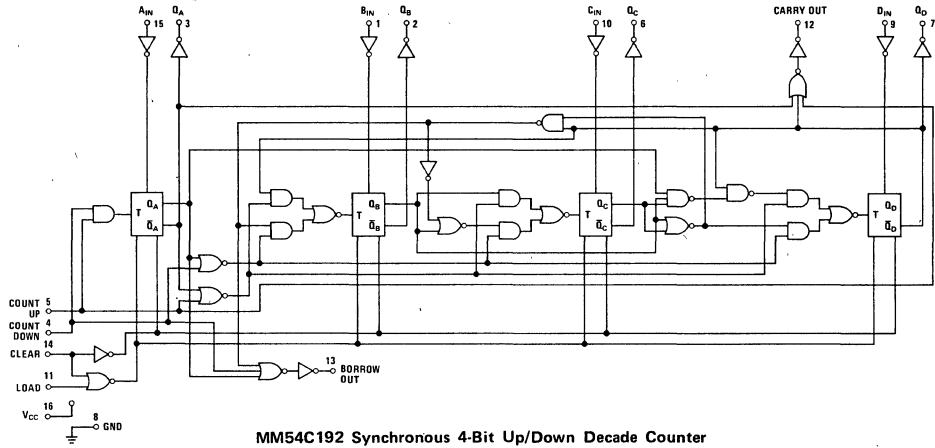 AIN
15
QA
3
BIN
1
QB
2
CIN
10
QC
6
CARRY OUT
12
DIN
9
QD
7
T QA Q̅A
T QB Q̅B
T QC Q̅C
T QD Q̅D
COUNT UP 5
COUNT DOWN 4
CLEAR 14
LOAD 11
VCC 16
8 GND
13 BORROW OUT
MM54C192 Synchronous 4-Bit Up/Down Decade Counter